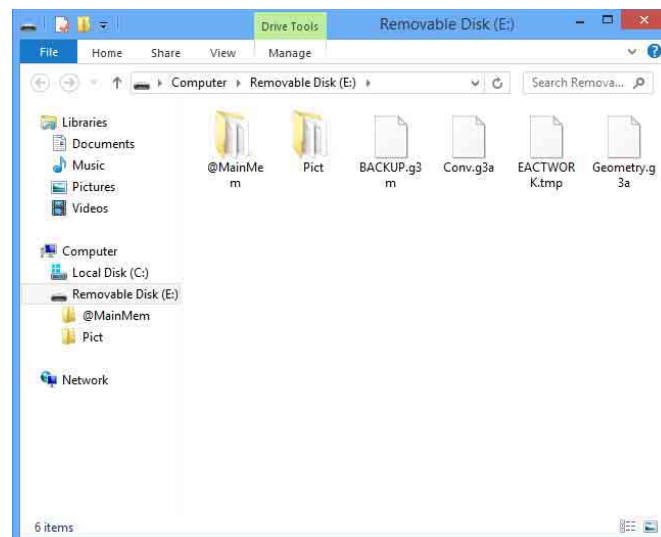 Drive Tools
Removable Disk (E:)
File
Home
Share
View
Manage
Computer
Removable Disk (E:)
Search Remova...
Libraries
Documents
Music
Pictures
Videos
Computer
Local Disk (C:)
Removable Disk (E:)
@MainMem
Pict
Network
@MainMe
m
Pict
BACKUP.g3
m
Conv.g3a
EACTWOR
K.tmp
Geometry.g
3a
6 items